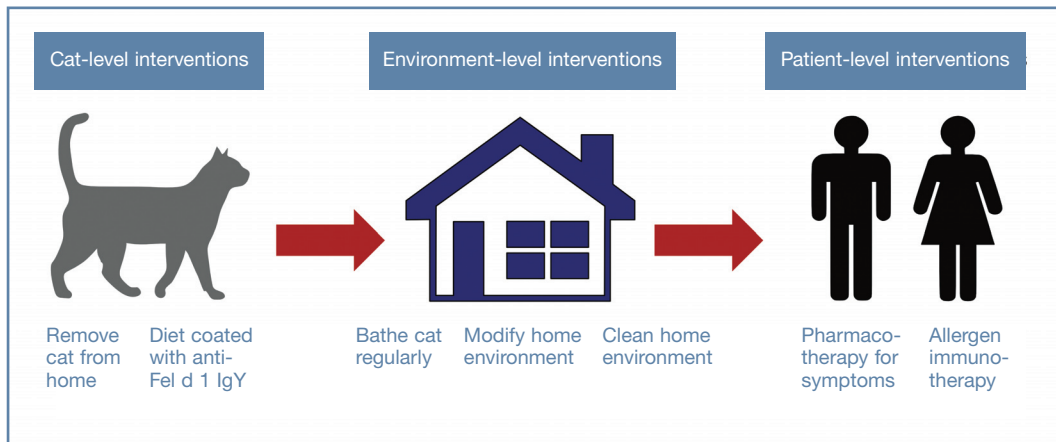 Cat-level interventions
Environment-level interventions
Patient-level interventions
Remove
cat from
home
Diet coated
with anti-
Fel d 1 IgY
Bathe cat
regularly
Modify home
environment
Clean home
environment
Pharmaco-
therapy for
symptoms
Allergen
immuno-
therapy